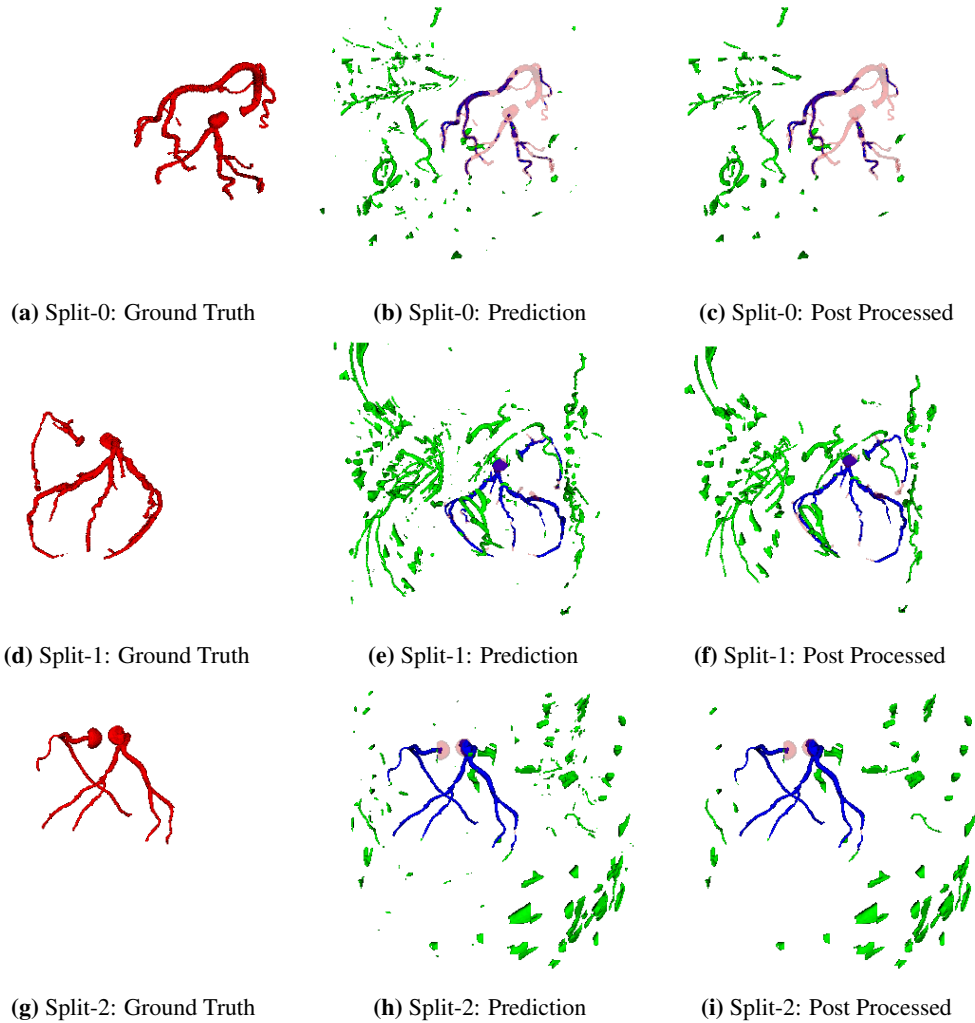 (a) Split-0: Ground Truth
(b) Split-0: Prediction
(c) Split-0: Post Processed
(d) Split-1: Ground Truth
(e) Split-1: Prediction
(f) Split-1: Post Processed
(g) Split-2: Ground Truth
(h) Split-2: Prediction
(i) Split-2: Post Processed